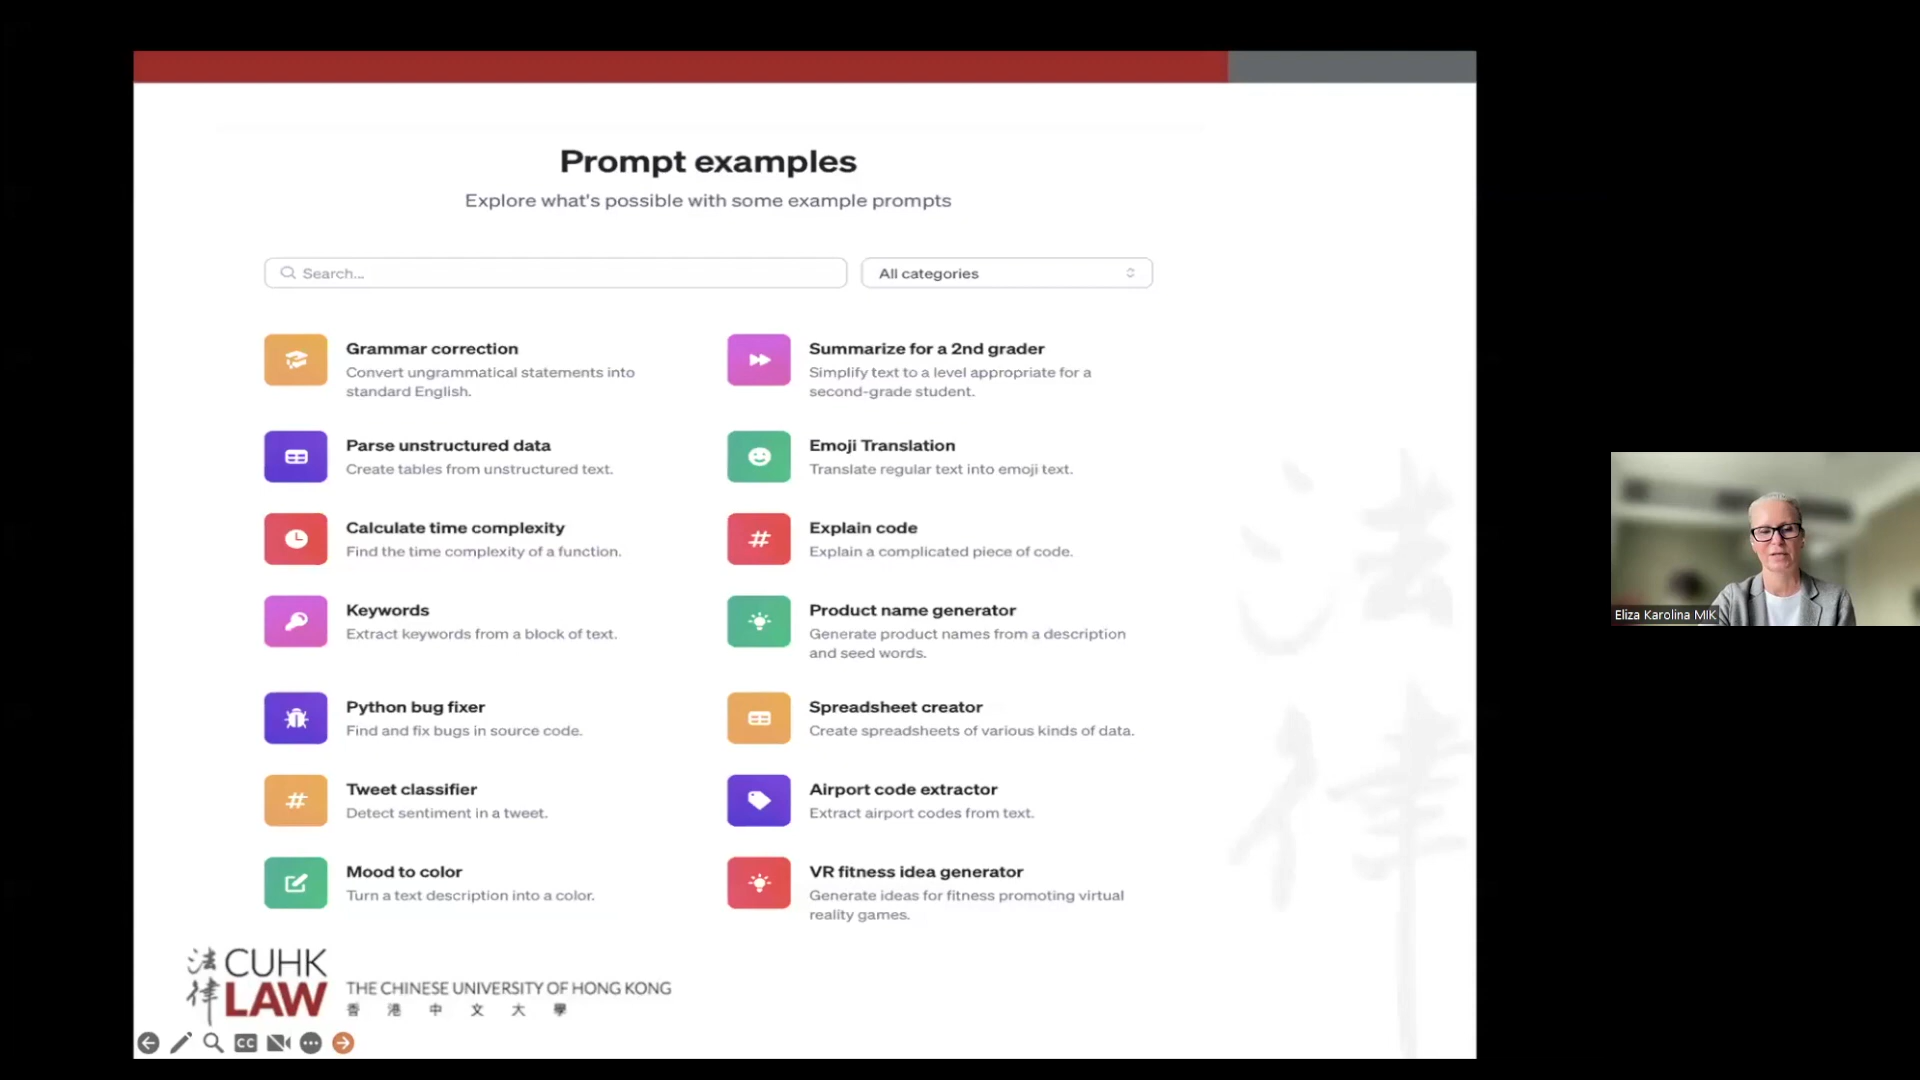 Prompt examples
Explore what's possible with some example prompts
Search...
All categories
Grammar correction
Convert ungrammatical statements into
standard English.
Summarize for a 2nd grader
Simplify text to a level appropriate for a
second-grade student.
Parse unstructured data
Create tables from unstructured text.
Emoji Translation
Translate regular text into emoji text.
Calculate time complexity
Find the time complexity of a function.
Explain code
Explain a complicated piece of code.
Keywords
Extract keywords from a block of text.
Product name generator
Generate product names from a description
and seed words.
Python bug fixer
Find and fix bugs in source code.
Spreadsheet creator
Create spreadsheets of various kinds of data.
Tweet classifier
Detect sentiment in a tweet.
Airport code extractor
Extract airport codes from text.
Mood to color
Turn a text description into a color.
VR fitness idea generator
Generate ideas for fitness promoting virtual
reality games.
法律
法律
CUHK
LAW
THE CHINESE UNIVERSITY OF HONG KONG
香港中文大學
CC
Eliza Karolina MIK